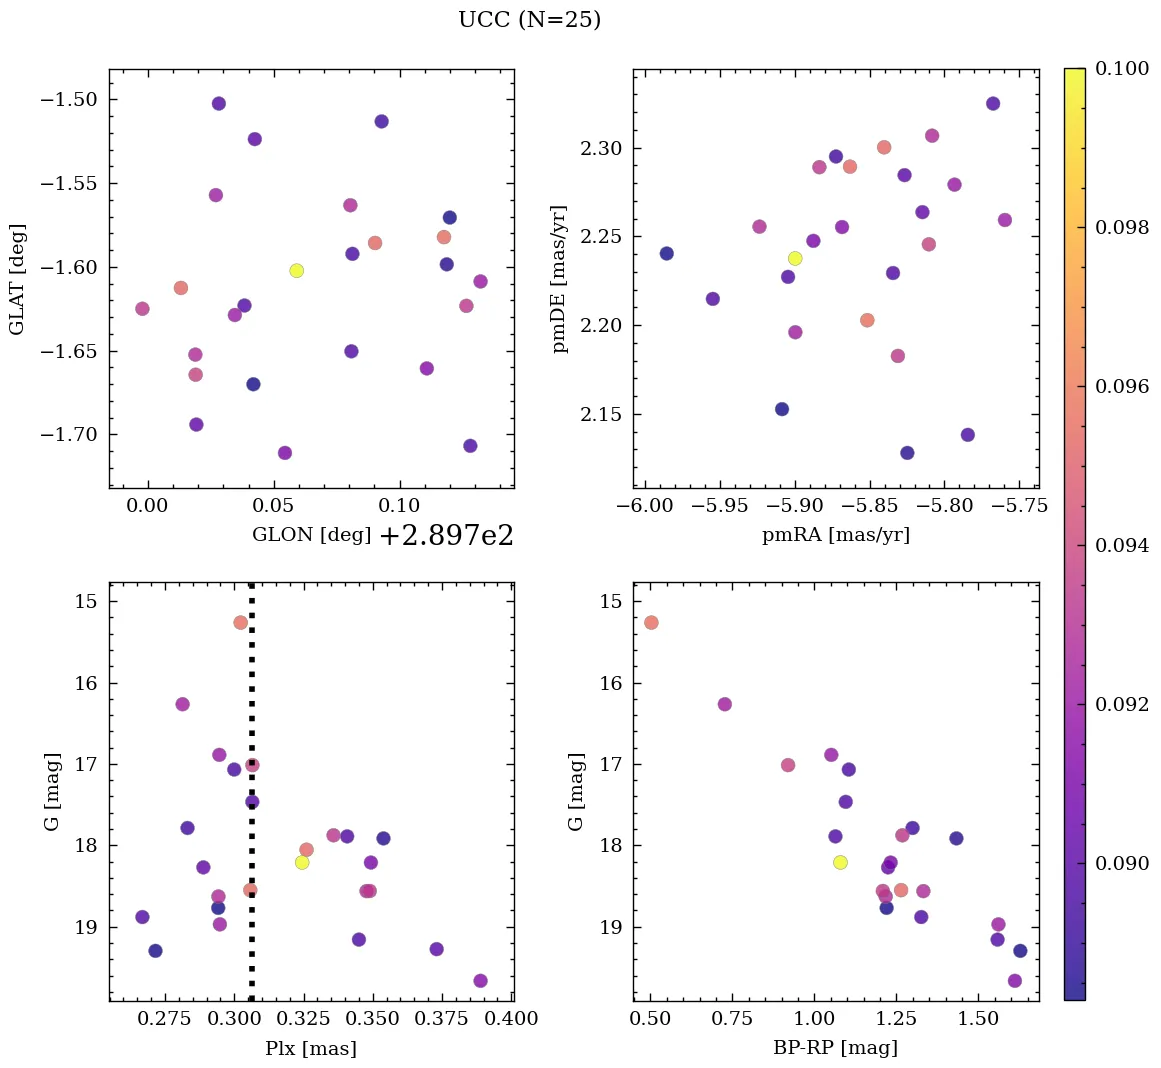 UCC (N=25)
−1.50
−1.55
−1.60
−1.65
−1.70
GLAT [deg]
0.00 0.05 0.10
GLON [deg] +2.897e2
2.30
2.25
2.20
2.15
pmDE [mas/yr]
−6.00 −5.95 −5.90 −5.85 −5.80 −5.75
pmRA [mas/yr]
15
16
17
18
19
G [mag]
0.275 0.300 0.325 0.350 0.375 0.400
Plx [mas]
15
16
17
18
19
G [mag]
0.50 0.75 1.00 1.25 1.50
BP-RP [mag]
0.100
0.098
0.096
0.094
0.092
0.090